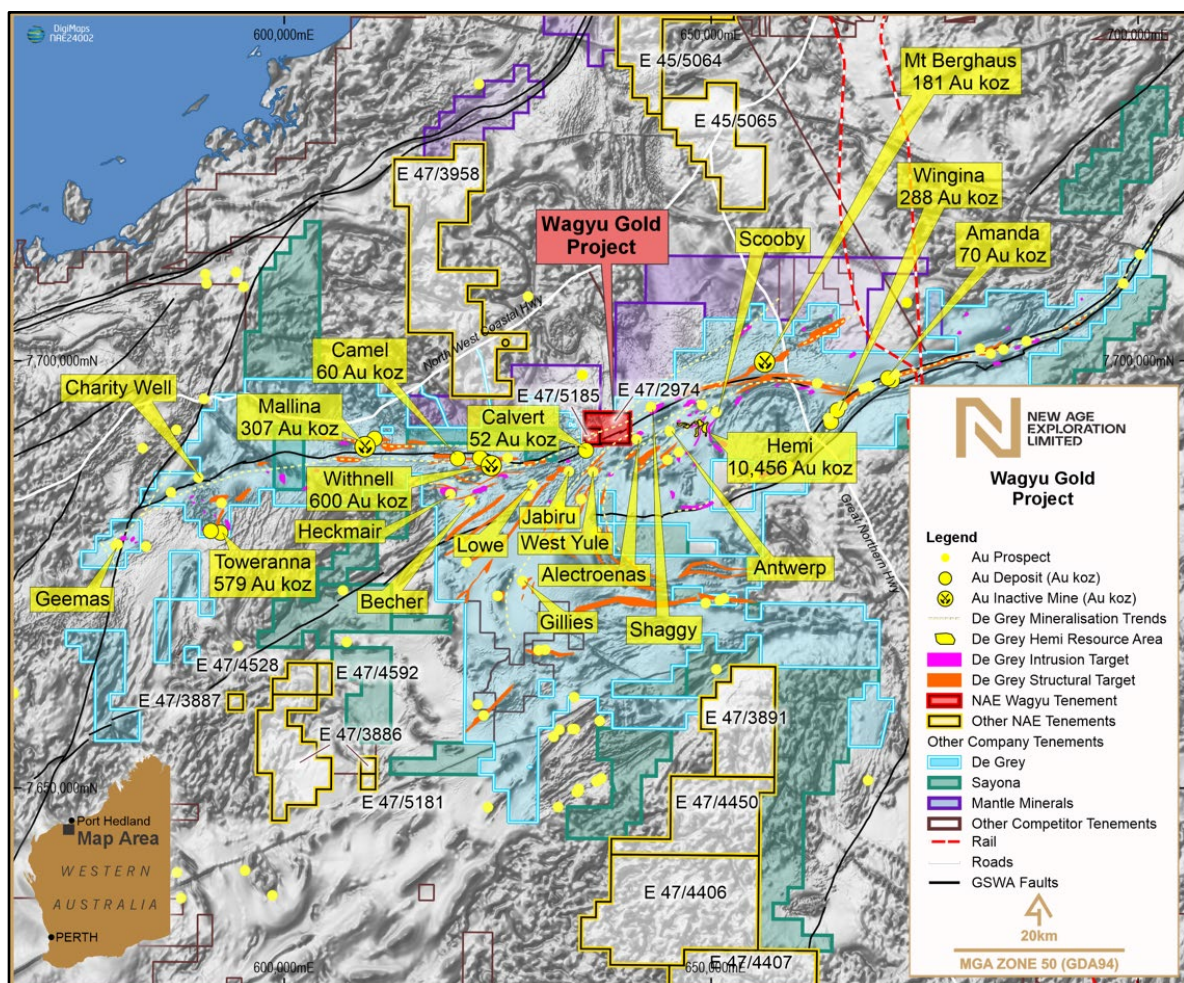 DigiMaps
NAE24002
600,000mE
650,000mE
700,000mE
E 45/5064
E 45/5065
E 47/3958
Mt Berghaus
181 Au koz
Wingina
288 Au koz
Amanda
70 Au koz
Wagyu Gold
Project
Scooby
North West Coastal Hwy
7,700,000mN
7,700,000mN
Charity Well
Camel
60 Au koz
Mallina
307 Au koz
E 47/5185
E 47/2974
Calvert
52 Au koz
Withnell
600 Au koz
Hemi
10,456 Au koz
Heckmair
Jabiru
Lowe
West Yule
Great Northern Hwy
Geemas
Toweranna
579 Au koz
Becher
Alectroenas
Antwerp
Gillies
Shaggy
E 47/4528
E 47/4592
E 47/3887
E 47/3886
E 47/3891
E 47/5181
E 47/4450
7,650,000mN
E 47/4406
E 47/4407
600,000mE
650,000mE
Port Hedland
Map Area
WESTERN
AUSTRALIA
PERTH
N
NEW AGE
EXPLORATION
LIMITED
Wagyu Gold
Project
Legend
Au Prospect
Au Deposit (Au koz)
Au Inactive Mine (Au koz)
De Grey Mineralisation Trends
De Grey Hemi Resource Area
De Grey Intrusion Target
De Grey Structural Target
NAE Wagyu Tenement
Other NAE Tenements
Other Company Tenements
De Grey
Sayona
Mantle Minerals
Other Competitor Tenements
Rail
Roads
GSWA Faults
20km
MGA ZONE 50 (GDA94)